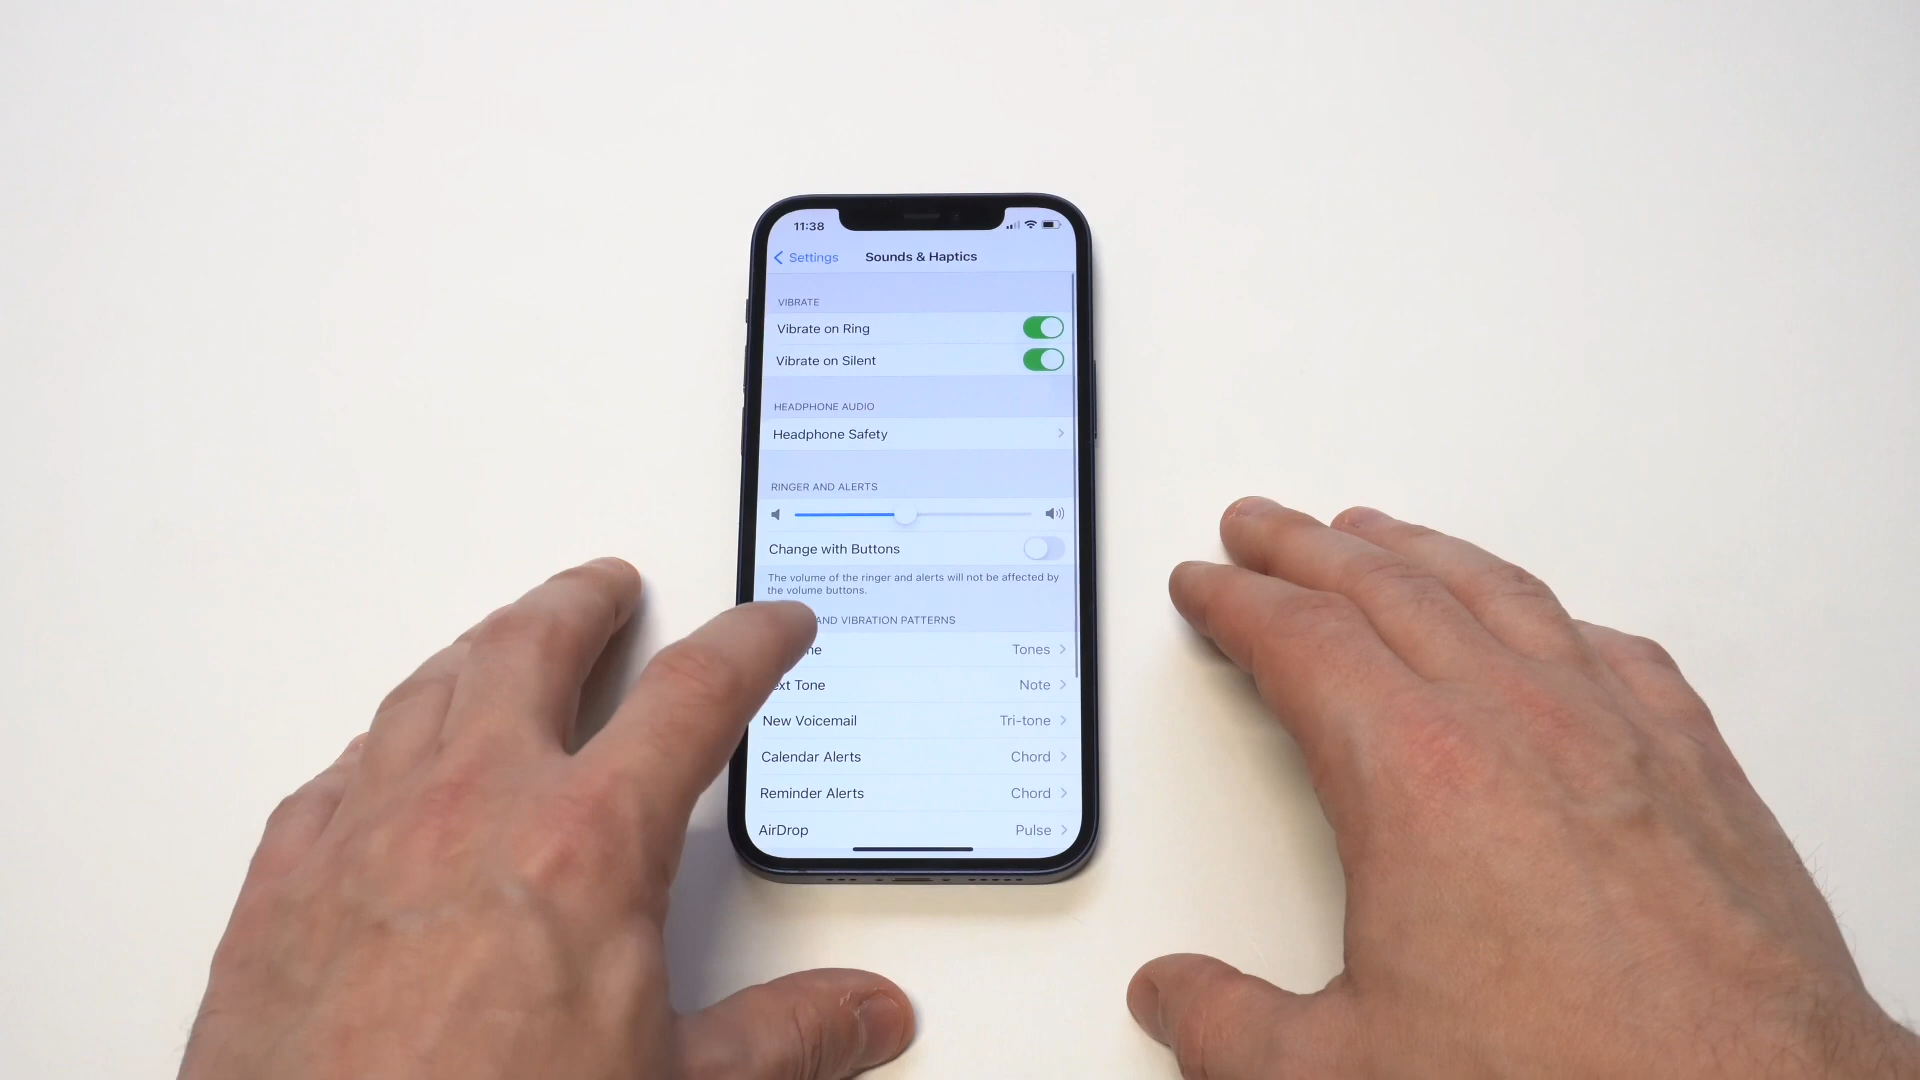 11:38
Settings
Sounds & Haptics
VIBRATE
Vibrate on Ring
Vibrate on Silent
HEADPHONE AUDIO
Headphone Safety
RINGER AND ALERTS
Change with Buttons
The volume of the ringer and alerts will not be affected by
the volume buttons.
AND VIBRATION PATTERNS
Tones
Tone Note
New Voicemail Tri-tone
Calendar Alerts Chord
Reminder Alerts Chord
AirDrop Pulse